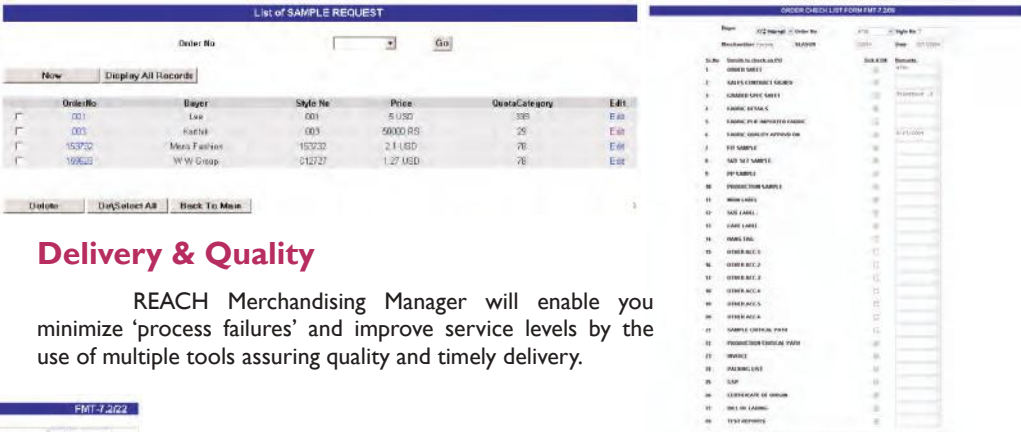 List of SAMPLE REQUEST
Order No Go
New Display All Records
OrderNo Buyer Style No Price QuotaCategory Edit
001 Lee 001 5 USD Edit
003 003 50000 RS 29 Edit
153732 Mens Fashion 153732 2.1 USD 78 Edit
W W Group 012727 1.27 USD 78 Edit
Delete De\Select All Back To Main
Delivery & Quality
REACH Merchandising Manager will enable you
minimize ‘process failures’ and improve service levels by the
use of multiple tools assuring quality and timely delivery.
FMT-7.2/22
ORDER CHECK LIST FORM FMT-7.2/09
Buyer Order No Style No
Merchandiser SEASON Date
Sr.No Details to check on PO Remarks
1 ORDER SHEET
2 SALES CONTRACT SIGNED
3 GRADED SPEC SHEET
4 FABRIC DETAILS
5 FABRIC PUR IMPORTED FABRIC
6 FABRIC QUALITY APPROVAL
7 FIT SAMPLE
8 SIZE SET SAMPLE
9 PP SAMPLE
10 PRODUCTION SAMPLE
11 MAIN LABEL
12 SIZE LABEL
13 CARE LABEL
14 HANG TAG
15 OTHER ACC.1
16 OTHER ACC.2
17 OTHER ACC.3
18 OTHER ACC.4
19 OTHER ACC.5
20 OTHER ACC.6
21 SAMPLE CRITICAL PATH
22 PRODUCTION CRITICAL PATH
23 INVOICE
24 PACKING LIST
25
26 CERTIFICATE OF ORIGIN
27 BILL OF LADING
28 TEST REPORTS